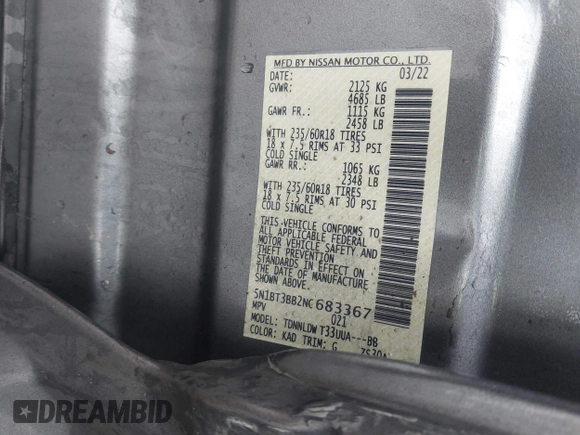 MFD BY NISSAN MOTOR CO., LTD.
DATE: 03/22
GVWR: 2125 KG
4685 LB
GAWR FR.: 1115 KG
2458 LB
WITH 235/60R18 TIRES
18 x 7.5 RIMS AT 33 PSI
COLD SINGLE
GAWR RR.: 1065 KG
2348 LB
WITH 235/60R18 TIRES
18 x 7.5 RIMS AT 30 PSI
COLD SINGLE
THIS VEHICLE CONFORMS TO
ALL APPLICABLE FEDERAL
MOTOR VEHICLE SAFETY AND
THEFT PREVENTION
STANDARDS IN EFFECT ON
THE DATE OF MANUFACTURE
SHOWN ABOVE.
5N1BT3BB2NC683367
MPV 021
MODEL: TDNNLDW T33UUA---BB
COLOR: KAD TRIM: G
DREAMBID